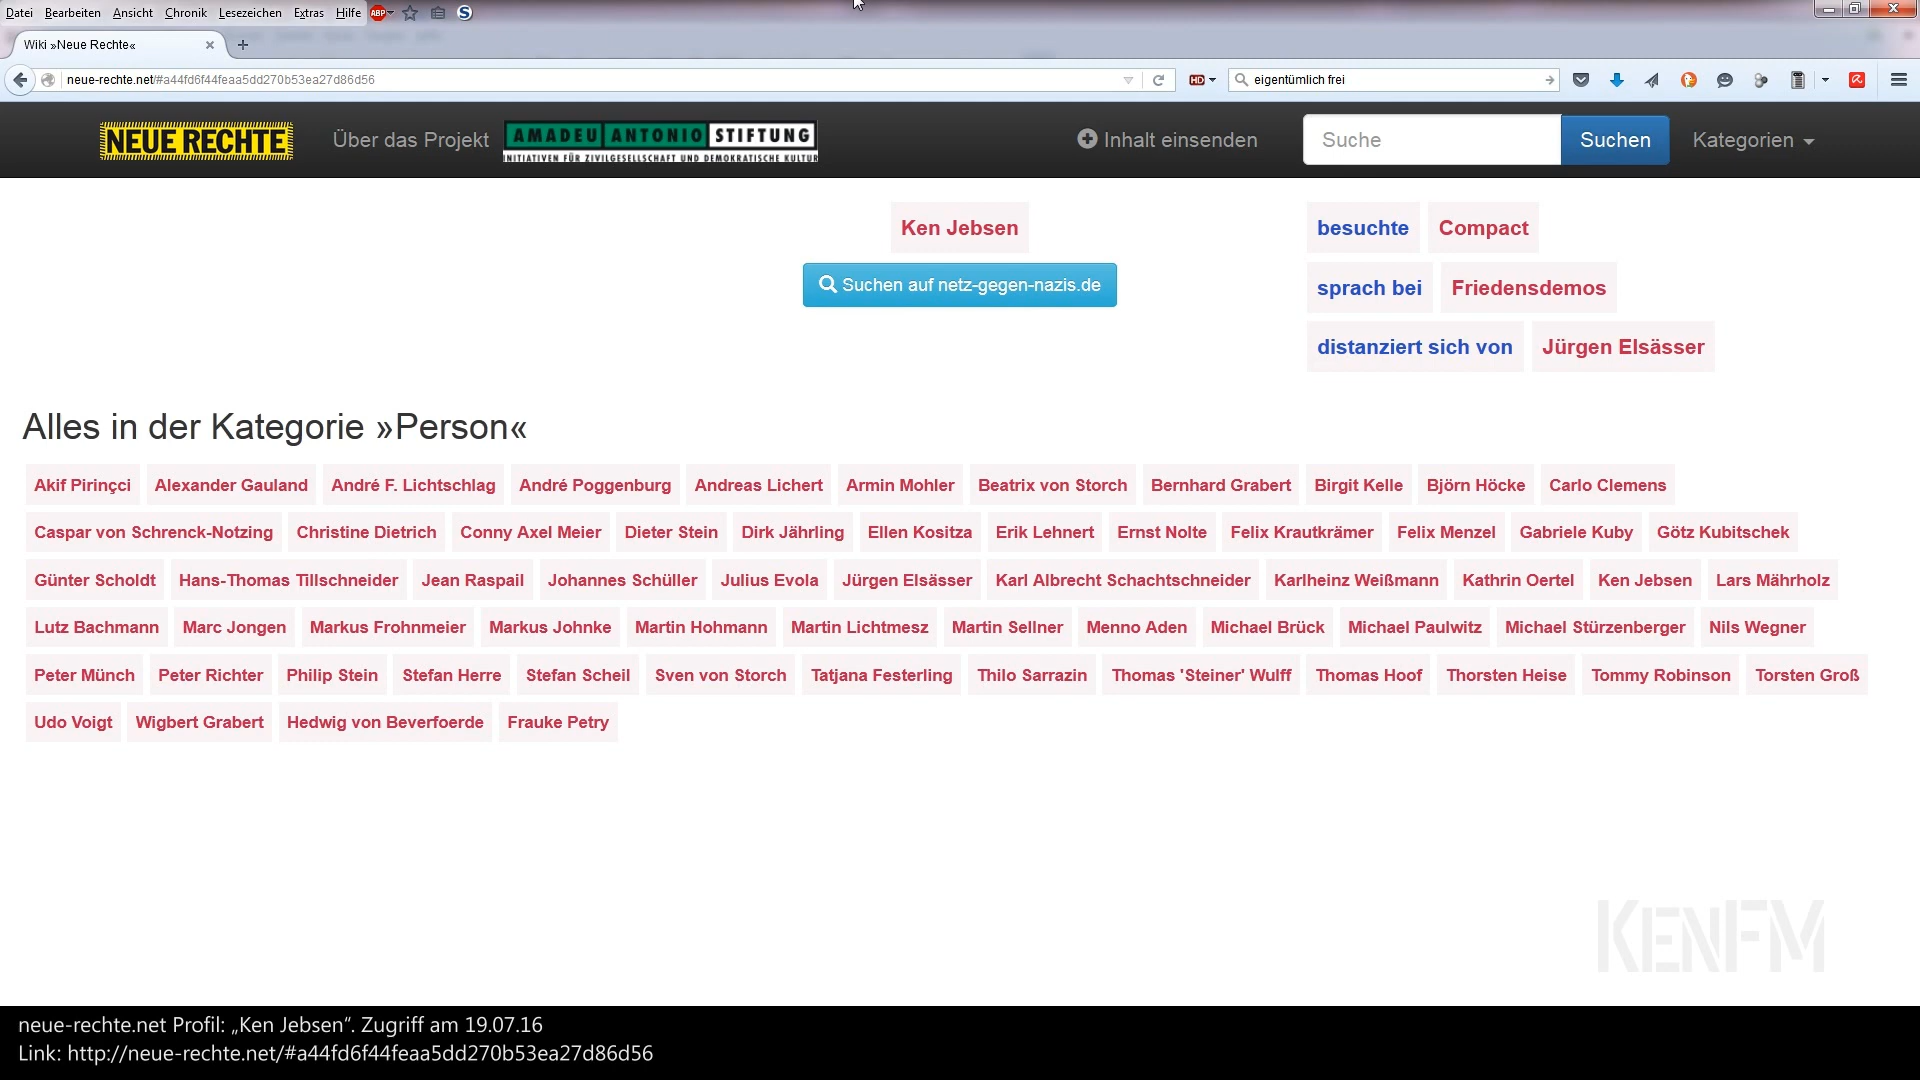 Datei Bearbeiten Ansicht Chronik Lesezeichen Extras Hilfe ABP S
Wiki »Neue Rechte«
neue-rechte.net/#a44fd6f44feaa5dd270b53ea27d86d56 HD eigentümlich frei
NEUE RECHTE Über das Projekt AMADEU ANTONIO STIFTUNG Inhalt einsenden Suche Suchen Kategorien
INITIATIVEN FÜR ZIVILGESELLSCHAFT UND DEMOKRATISCHE KULTUR
Ken Jebsen besuchte Compact
Suchen auf netz-gegen-nazis.de sprach bei Friedensdemos
distanziert sich von Jürgen Elsässer
Alles in der Kategorie »Person«
Akif Pirinçci Alexander Gauland André F. Lichtschlag André Poggenburg Andreas Lichert Armin Mohler Beatrix von Storch Bernhard Grabert Birgit Kelle Björn Höcke Carlo Clemens
Caspar von Schrenck-Notzing Christine Dietrich Conny Axel Meier Dieter Stein Dirk Jährling Ellen Kositza Erik Lehnert Ernst Nolte Felix Krautkrämer Felix Menzel Gabriele Kuby Götz Kubitschek
Günter Scholdt Hans-Thomas Tillschneider Jean Raspail Johannes Schüller Julius Evola Jürgen Elsässer Karl Albrecht Schachtschneider Karlheinz Weißmann Kathrin Oertel Ken Jebsen Lars Mährholz
Lutz Bachmann Marc Jongen Markus Frohnmeier Markus Johnke Martin Hohmann Martin Lichtmesz Martin Sellner Menno Aden Michael Brück Michael Paulwitz Michael Stürzenberger Nils Wegner
Peter Münch Peter Richter Philip Stein Stefan Herre Stefan Scheil Sven von Storch Tatjana Festerling Thilo Sarrazin Thomas 'Steiner' Wulff Thomas Hoof Thorsten Heise Tommy Robinson Torsten Groß
Udo Voigt Wigbert Grabert Hedwig von Beverfoerde Frauke Petry
KENFM
neue-rechte.net Profil: „Ken Jebsen“. Zugriff am 19.07.16
Link: http://neue-rechte.net/#a44fd6f44feaa5dd270b53ea27d86d56